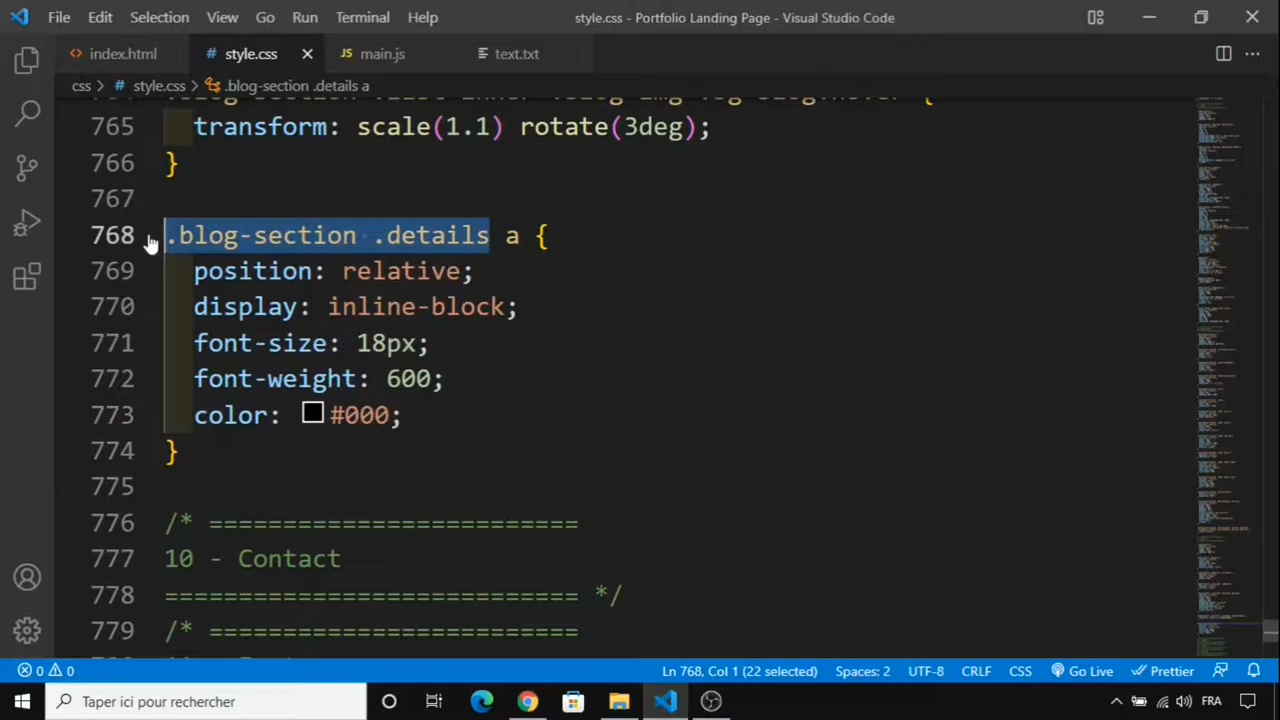 File Edit Selection View Go Run Terminal Help style.css - Portfolio Landing Page - Visual Studio Code
index.html # style.css JS main.js text.txt
css > # style.css > .blog-section .details a
765 transform: scale(1.1) rotate(3deg);
766 }
767
768 .blog-section .details a {
769 position: relative;
770 display: inline-block;
771 font-size: 18px;
772 font-weight: 600;
773 color: #000;
774 }
775
776 /* =========================
777 10 - Contact
778 ============================ */
779 /* =========================
0 0 Ln 768, Col 1 (22 selected) Spaces: 2 UTF-8 CRLF CSS Go Live Prettier
Taper ici pour rechercher FRA